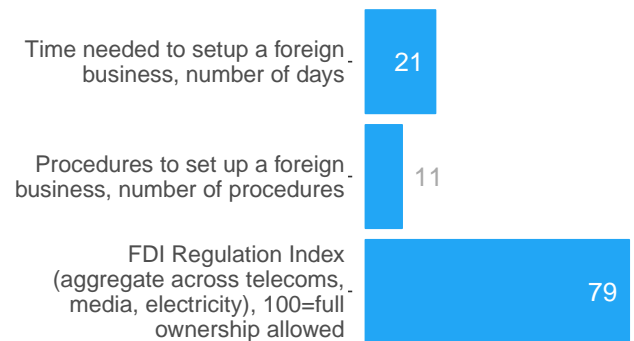 Time needed to setup a foreign
business, number of days
21
Procedures to set up a foreign
business, number of procedures
11
FDI Regulation Index
(aggregate across telecoms,
media, electricity), 100=full
ownership allowed
79